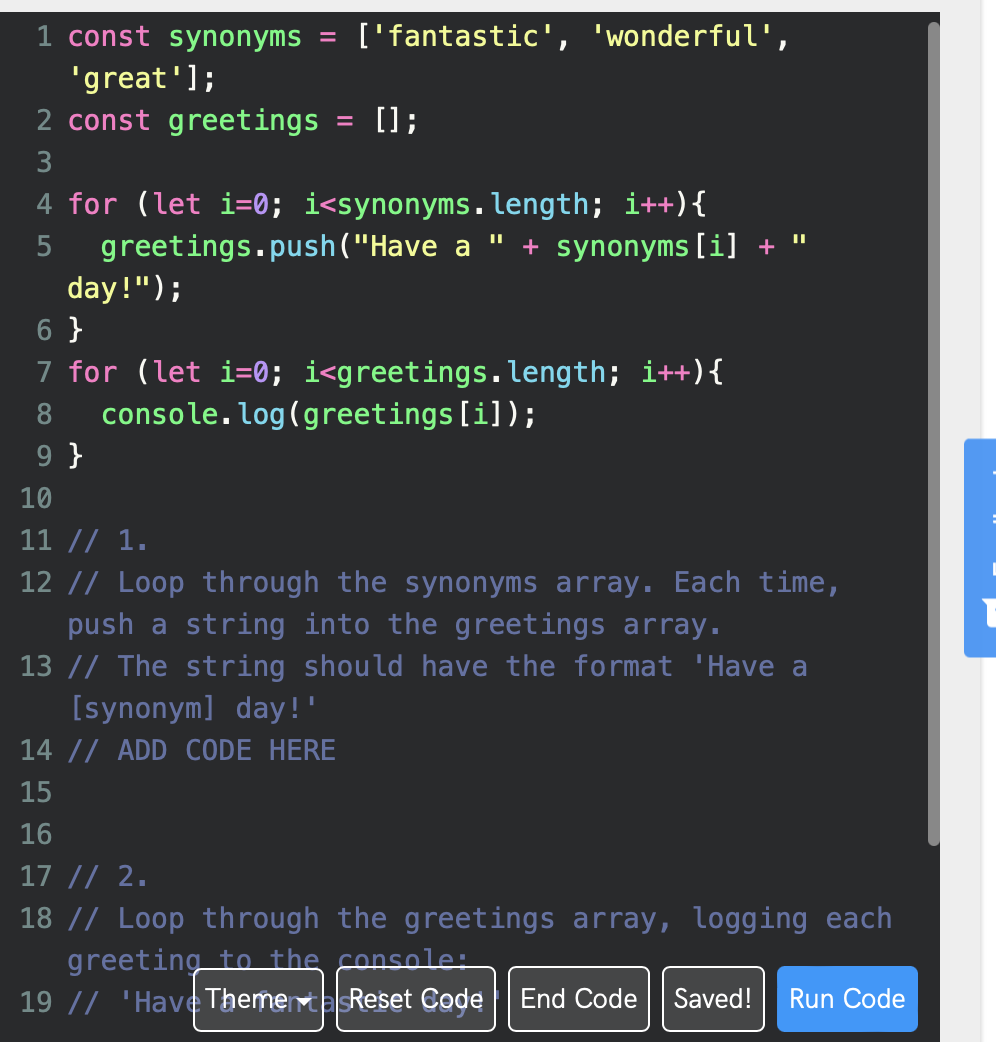 1 const synonyms = ['fantastic', 'wonderful',
'great'];
2 const greetings = [];
3
4 for (let i=0; i<synonyms.length; i++){
5   greetings.push("Have a " + synonyms[i] + "
day!");
6 }
7 for (let i=0; i<greetings.length; i++){
8   console.log(greetings[i]);
9 }
10
11 // 1.
12 // Loop through the synonyms array. Each time,
push a string into the greetings array.
13 // The string should have the format 'Have a
[synonym] day!'
14 // ADD CODE HERE
15
16
17 // 2.
18 // Loop through the greetings array, logging each
greeting to the console:
19 // 'Have a fantastic day!'
Theme Reset Code End Code Saved! Run Code